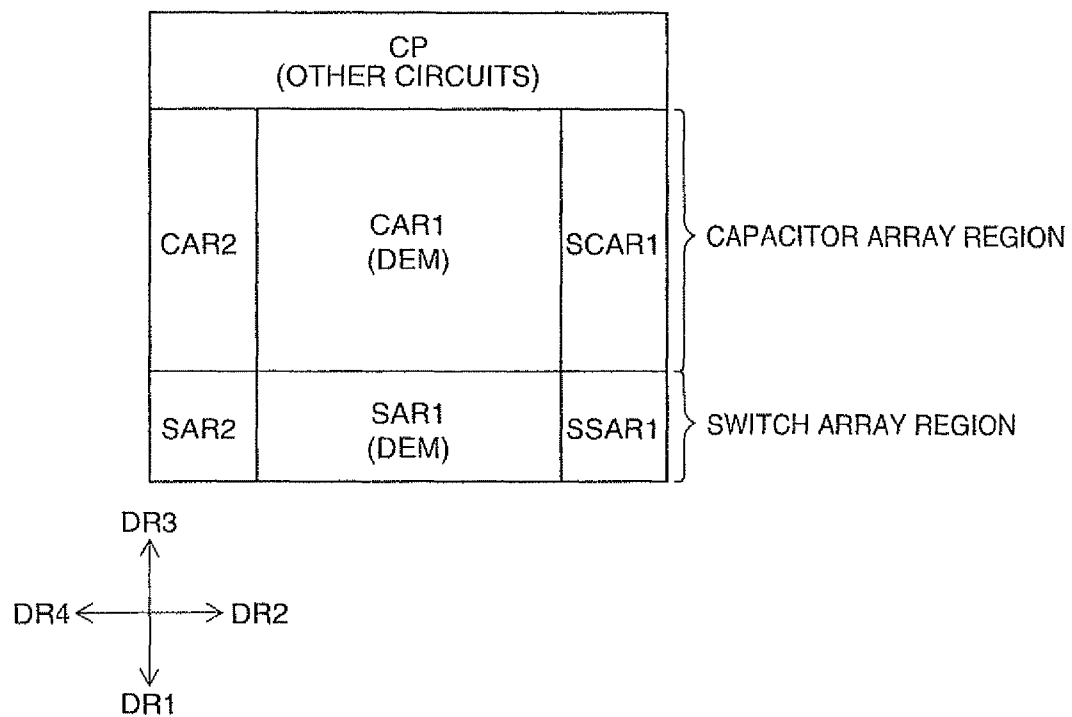 CP
(OTHER CIRCUITS)
CAR2
CAR1
(DEM)
SCAR1
CAPACITOR ARRAY REGION
SAR2
SAR1
(DEM)
SSAR1
SWITCH ARRAY REGION
DR3
DR4
DR2
DR1